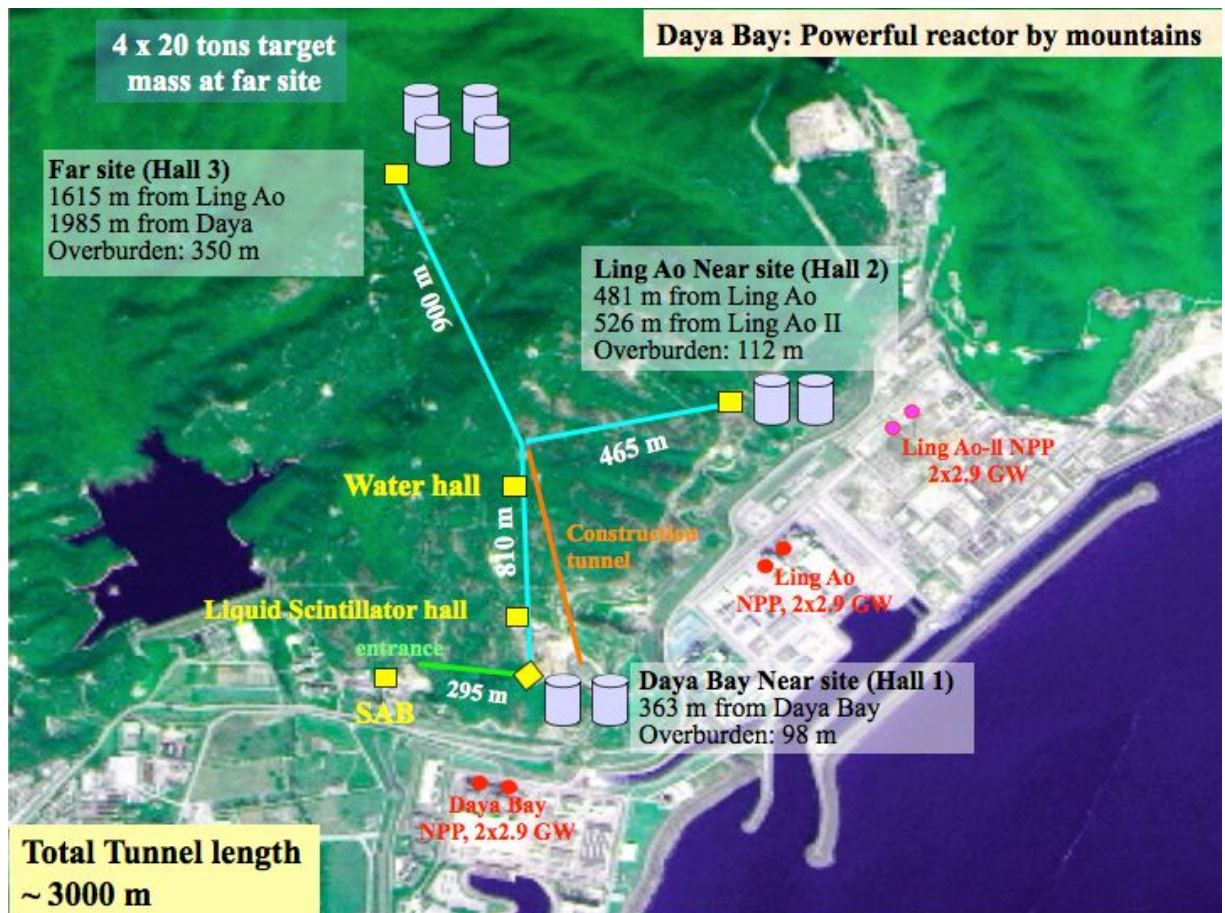 4 x 20 tons target
mass at far site
Daya Bay: Powerful reactor by mountains
Far site (Hall 3)
1615 m from Ling Ao
1985 m from Daya
Overburden: 350 m
900 m
Ling Ao Near site (Hall 2)
481 m from Ling Ao
526 m from Ling Ao II
Overburden: 112 m
465 m
Ling Ao-ll NPP
2x2.9 GW
Water hall
810 m
Construction
tunnel
Ling Ao
NPP, 2x2.9 GW
Liquid Scintillator hall
entrance
295 m
SAB
Daya Bay Near site (Hall 1)
363 m from Daya Bay
Overburden: 98 m
Daya Bay
NPP, 2x2.9 GW
Total Tunnel length
~ 3000 m